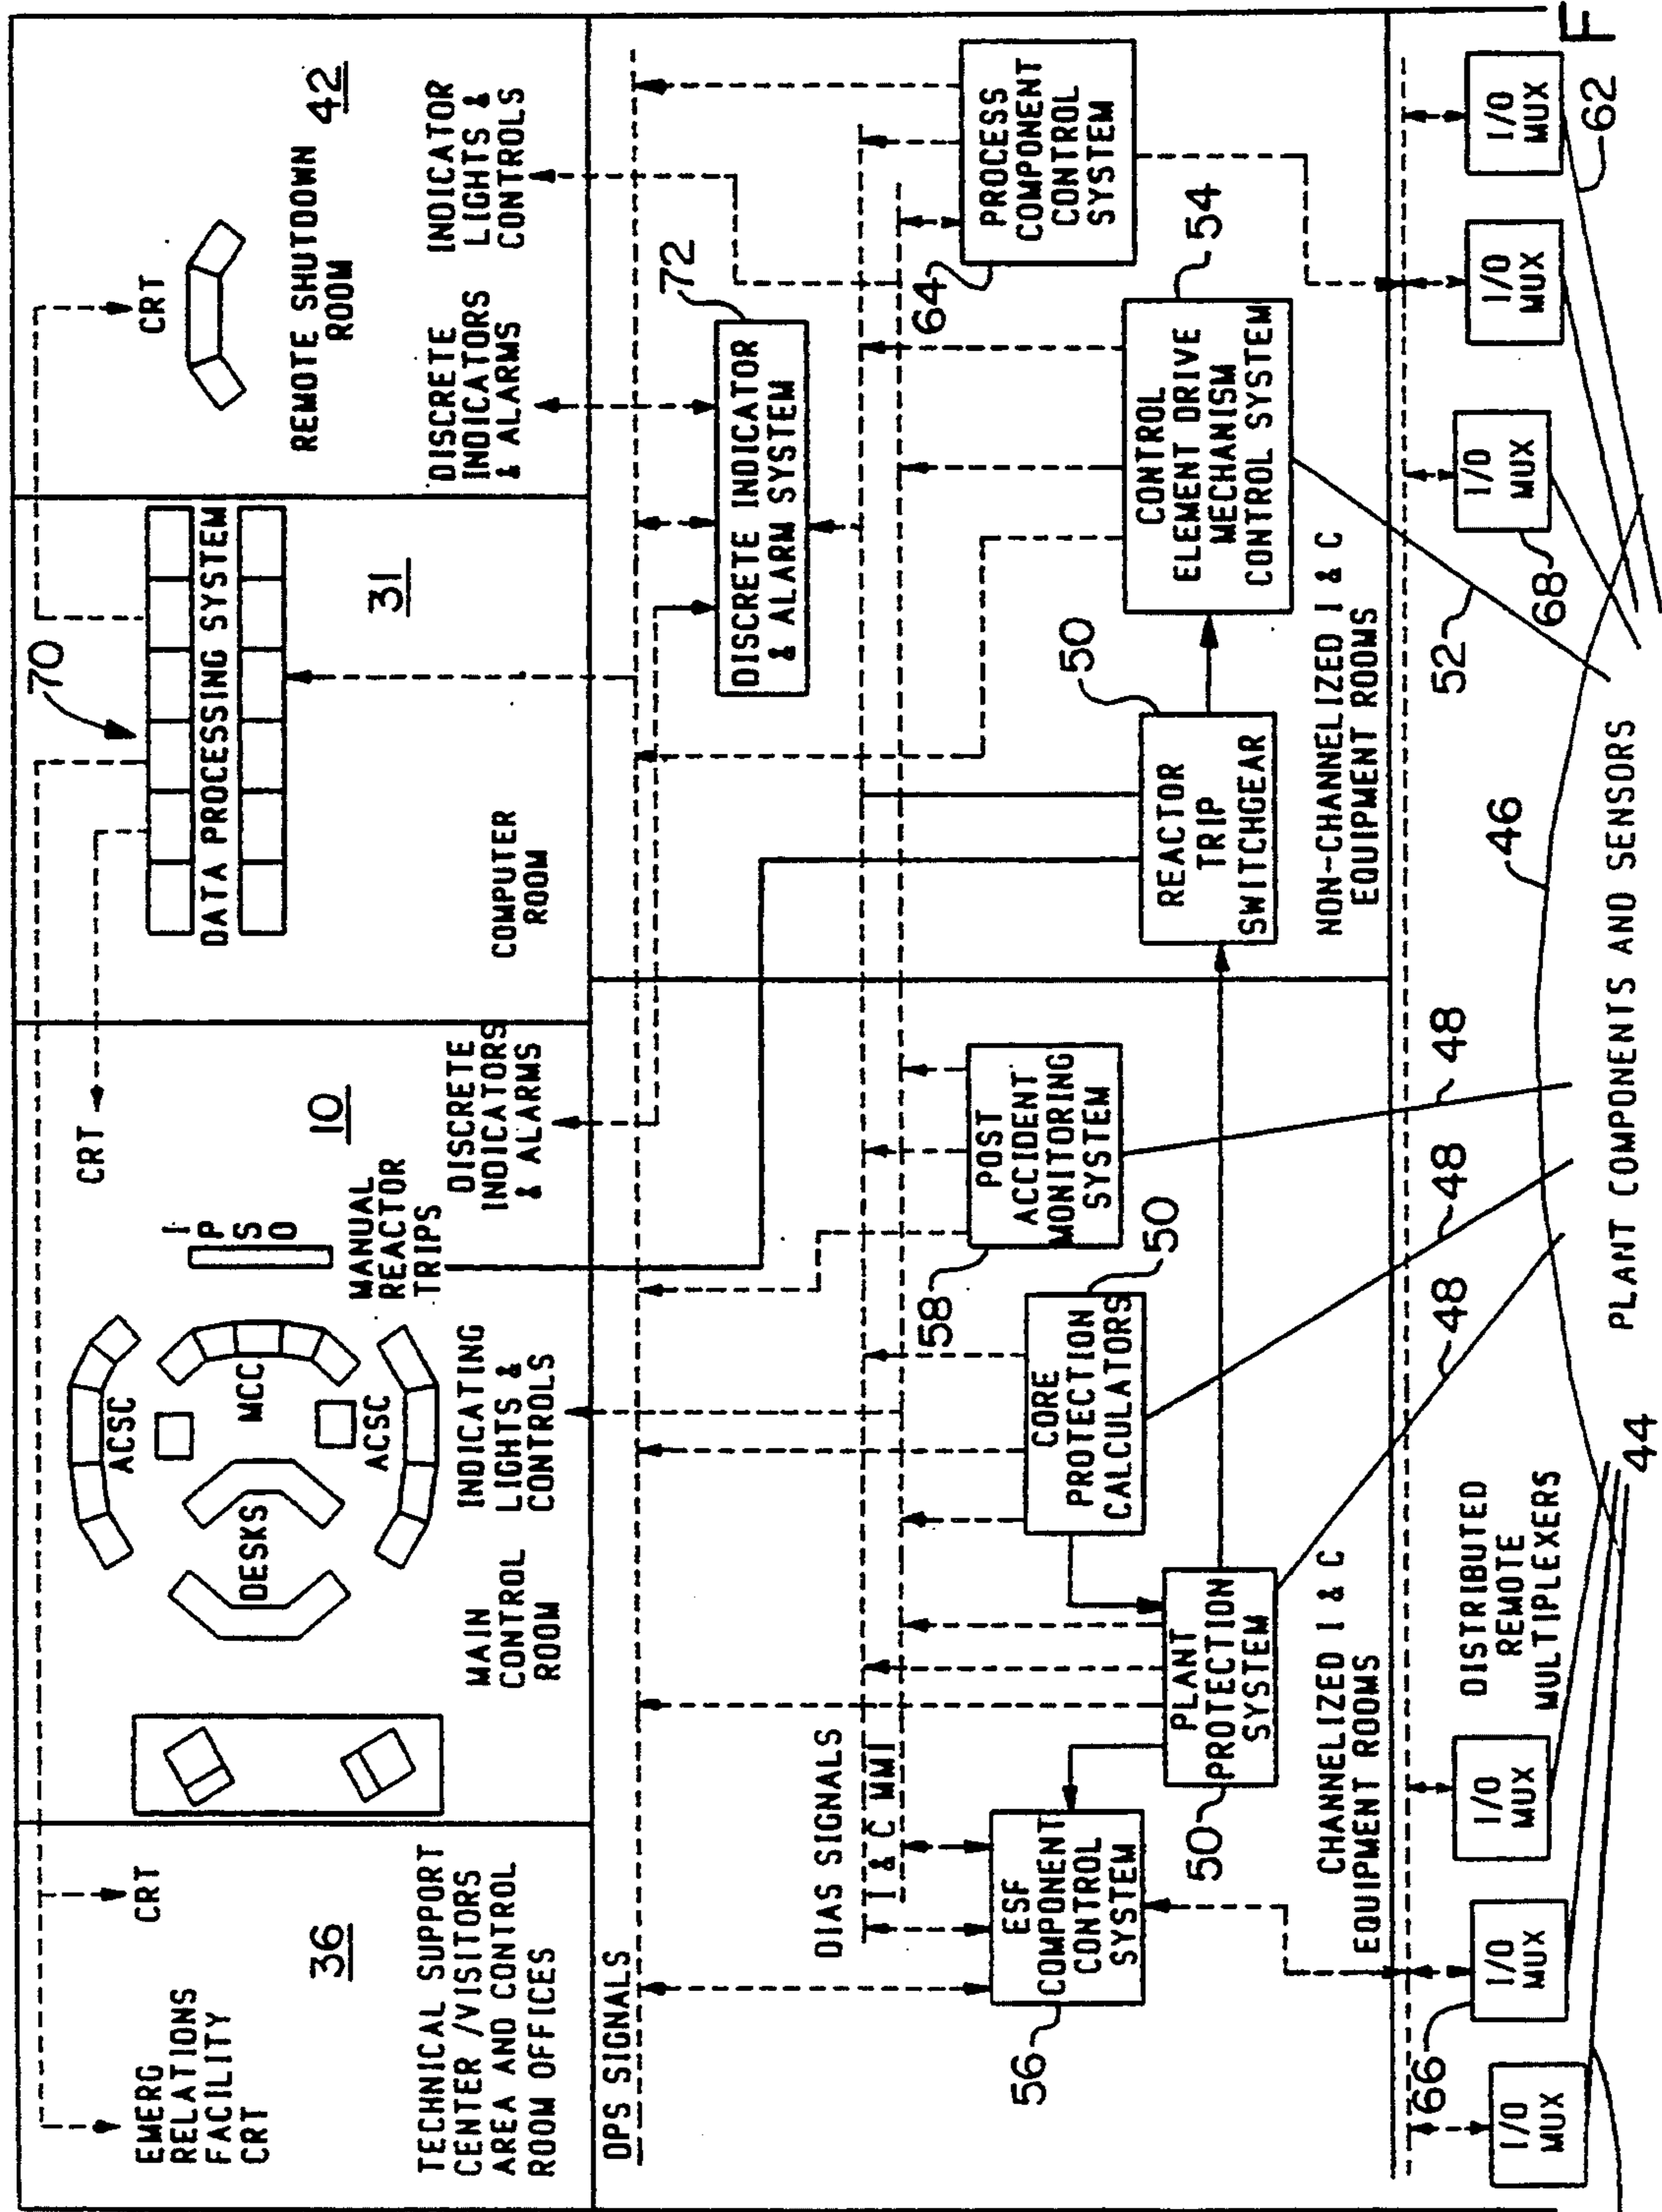 EMERG
RELATIONS
FACILITY
CRT
CRT
36
TECHNICAL SUPPORT
CENTER /VISITORS
AREA AND CONTROL
ROOM OFFICES
ACSC
MCC
ACSC
DESKS
MAIN
CONTROL
ROOM
INDICATING
LIGHTS &
CONTROLS
I
P
S
O
MANUAL
REACTOR
TRIPS
CRT
10
DISCRETE
INDICATORS
& ALARMS
70
DATA PROCESSING SYSTEM
31
COMPUTER
ROOM
CRT
REMOTE SHUTDOWN
ROOM
42
DISCRETE
INDICATORS
& ALARMS
INDICATOR
LIGHTS &
CONTROLS
OPS SIGNALS
DIAS SIGNALS
I & C MMI
72
DISCRETE INDICATOR
& ALARM SYSTEM
56
ESF
COMPONENT
CONTROL
SYSTEM
50
PLANT
PROTECTION
SYSTEM
CORE
PROTECTION
CALCULATORS
50
58
POST
ACCIDENT
MONITORING
SYSTEM
REACTOR
TRIP
SWITCHGEAR
50
CONTROL
ELEMENT DRIVE
MECHANISM
CONTROL SYSTEM
54
64
PROCESS
COMPONENT
CONTROL
SYSTEM
CHANNELIZED I & C
EQUIPMENT ROOMS
NON-CHANNELIZED I & C
EQUIPMENT ROOMS
I/O
MUX
66
I/O
MUX
I/O
MUX
DISTRIBUTED
REMOTE
MULTIPLEXERS
44
48
48
48
46
52
68
I/O
MUX
I/O
MUX
I/O
MUX
62
PLANT COMPONENTS AND SENSORS
F